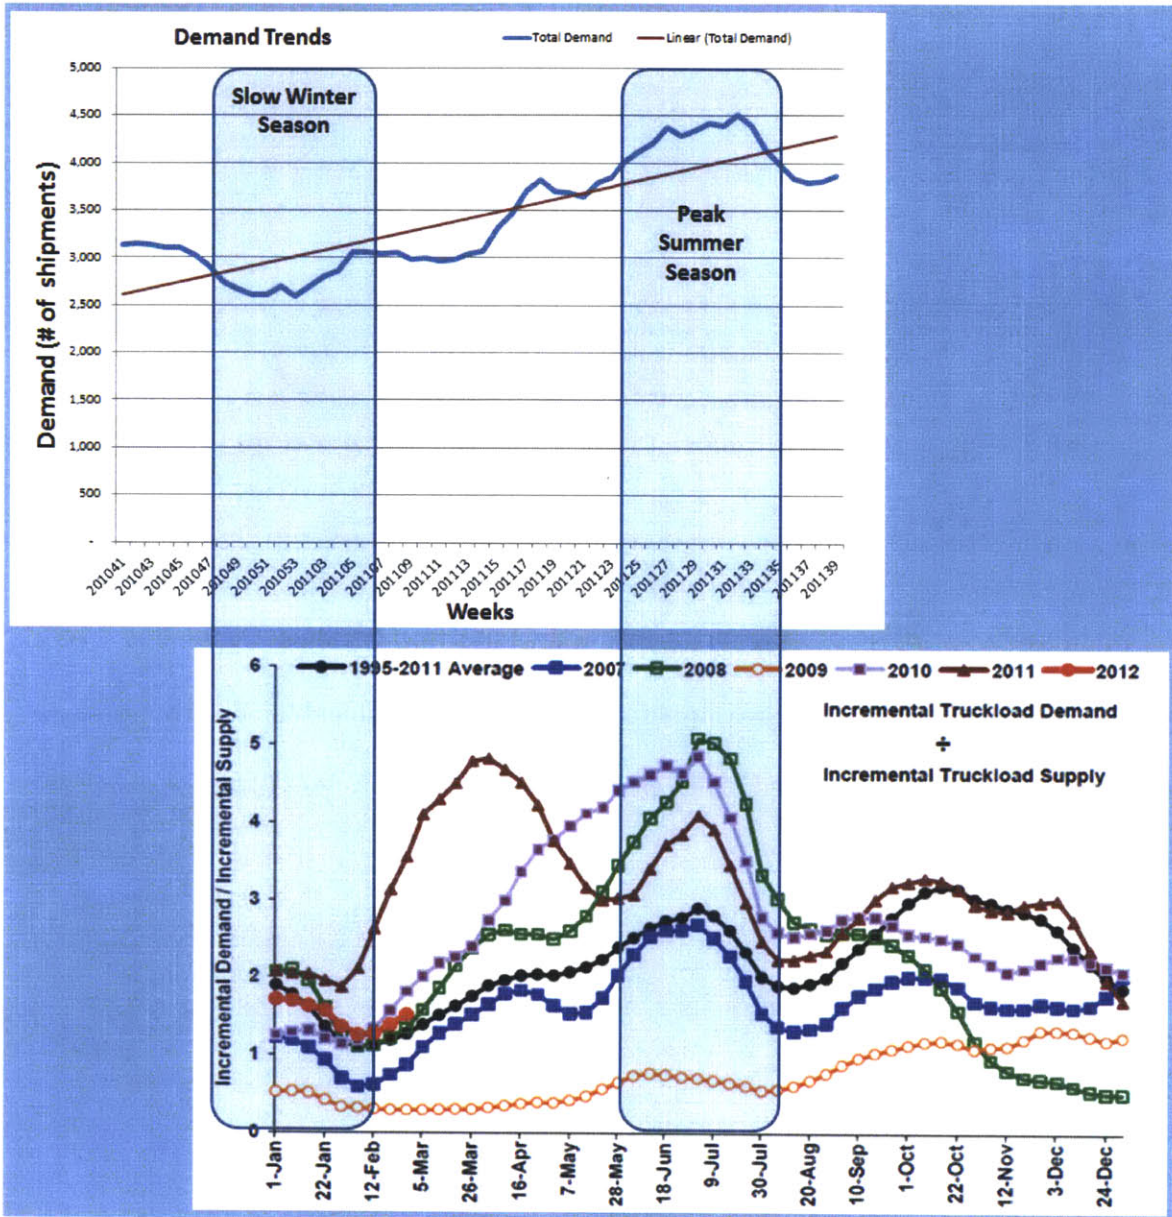 Demand Trends
Total Demand
Linear (Total Demand)
5,000
4,500
4,000
3,500
3,000
2,500
2,000
1,500
1,000
500
-
Demand (# of shipments)
Slow Winter
Season
Peak
Summer
Season
201041
201043
201045
201047
201049
201051
201053
201103
201105
201107
201109
201111
201113
201115
201117
201119
201121
201123
201125
201127
201129
201131
201133
201135
201137
201139
Weeks
1995-2011 Average
2007
2008
2009
2010
2011
2012
Incremental Truckload Demand
÷
Incremental Truckload Supply
Incremental Demand / Incremental Supply
6
5
4
3
2
1
0
1-Jan
22-Jan
12-Feb
5-Mar
26-Mar
16-Apr
7-May
28-May
18-Jun
9-Jul
30-Jul
20-Aug
10-Sep
1-Oct
22-Oct
12-Nov
3-Dec
24-Dec